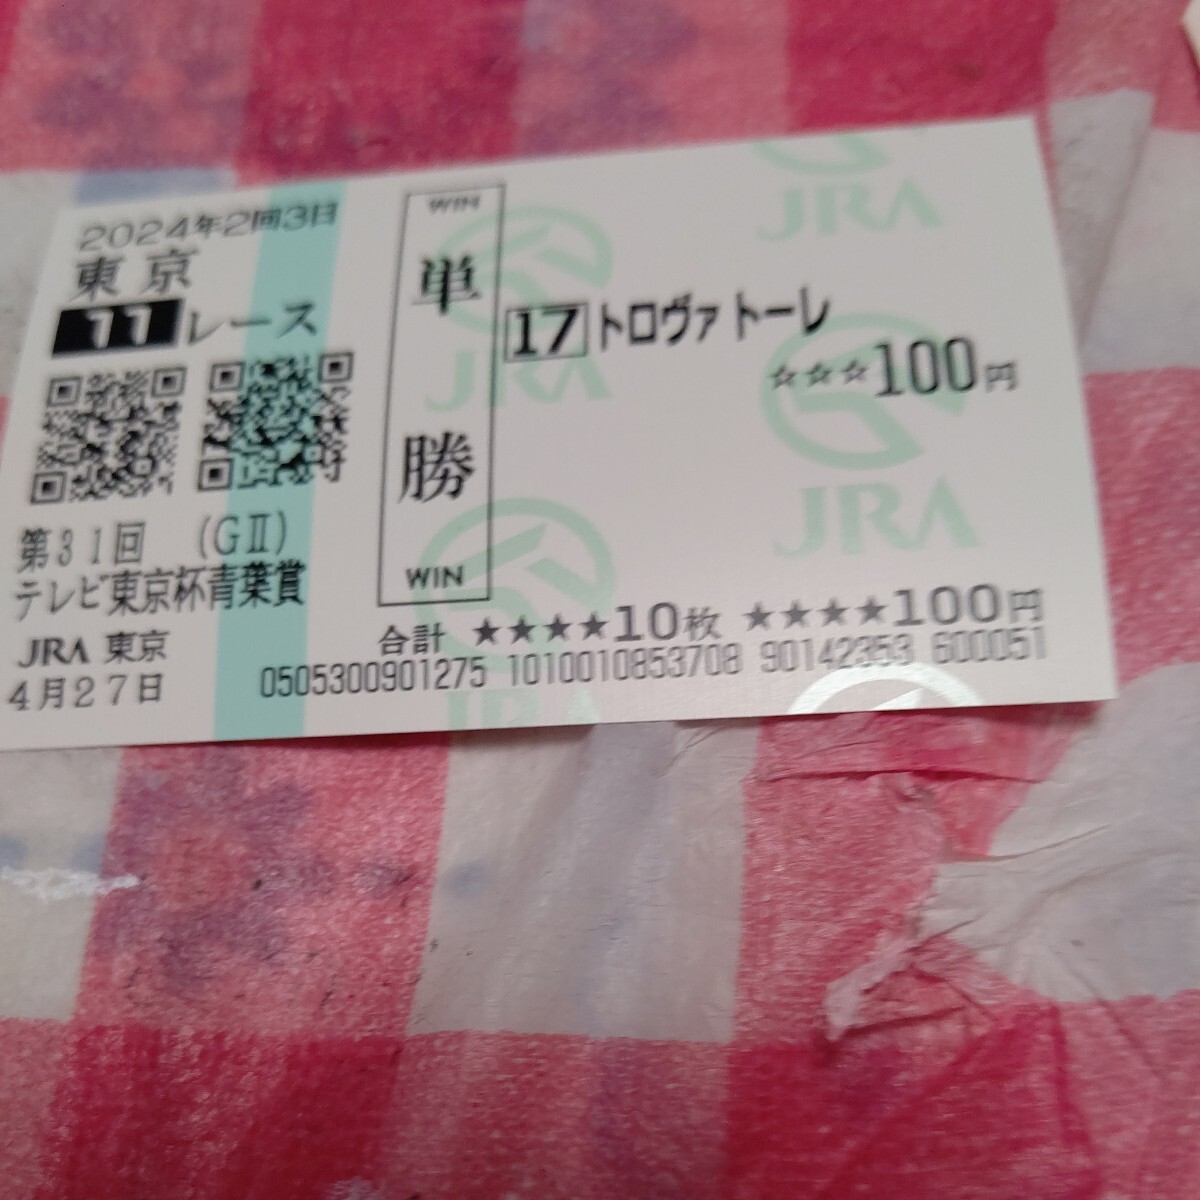 2024年2回3日
東京
11レース
第31回 (GⅡ)
テレビ東京杯青葉賞
JRA 東京
4月27日
WIN
単勝
WIN
17 トロヴァトーレ
☆☆☆100円
合計 ★★★★10枚 ★★★★100円
0505300901275 1010010853708 90142353 600051
JRA
JRA
JRA
JRA